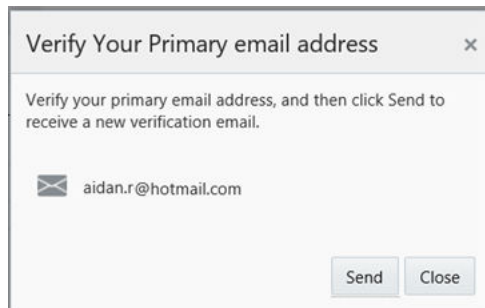 Verify Your Primary email address
Verify your primary email address, and then click Send to
receive a new verification email.
aidan.r@hotmail.com
Send Close